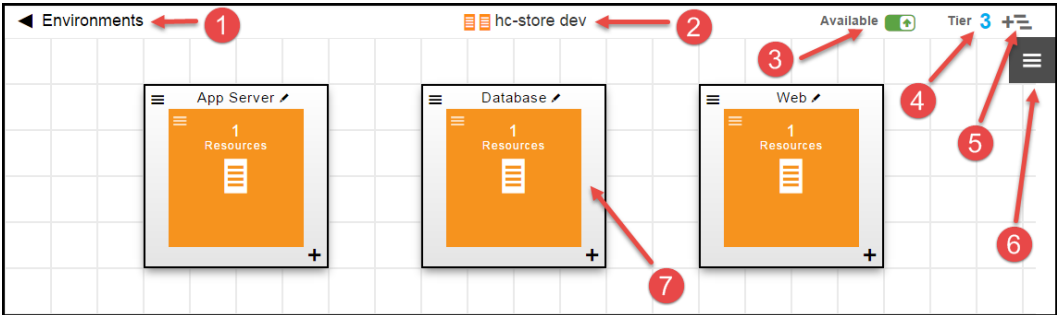 Environments
1
hc-store dev
2
Available
3
Tier 3
4
5
6
App Server
1
Resources
Database
1
Resources
7
Web
1
Resources